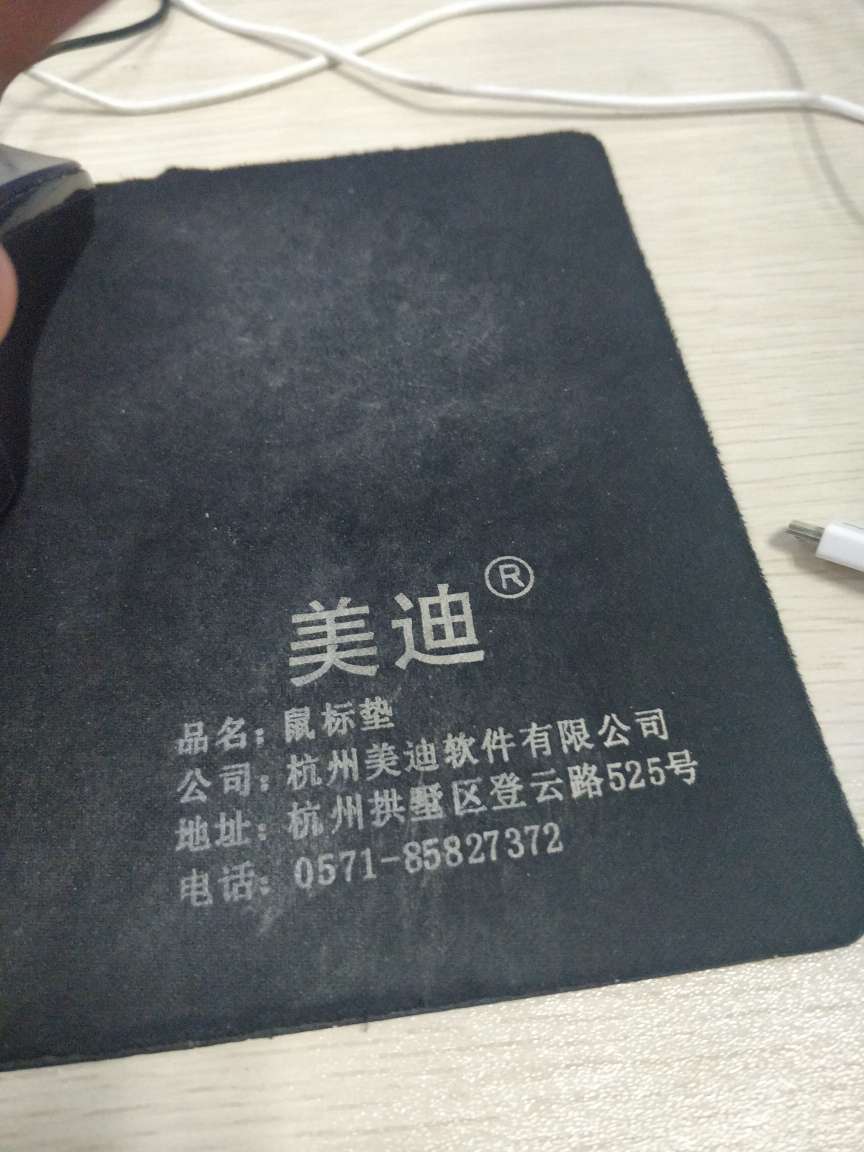 美迪®
品名：鼠标垫
公司：杭州美迪软件有限公司
地址：杭州拱墅区登云路525号
电话：0571-85827372